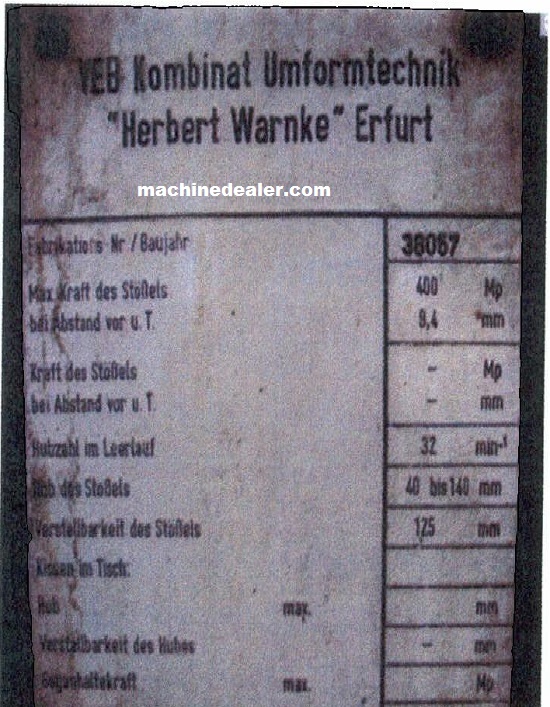 VEB Kombinat Umformtechnik
"Herbert Warnke" Erfurt
machinedealer.com
Fabrikations Nr / Baujahr 38057
Max. Kraft des Stößels 400 Mp
bei Abstand vor u. T. 8,4 mm
Kraft des Stößels – Mp
bei Abstand vor u. T. – mm
Hubzahl im Leerlauf 32 min-¹
Hub des Stößels 40 bis 140 mm
Verstellbarkeit des Stößels 125 mm
Kissen im Tisch:
Hub max. mm
Verstellbarkeit des Hubes – mm
Gegenhaltekraft max. Mp